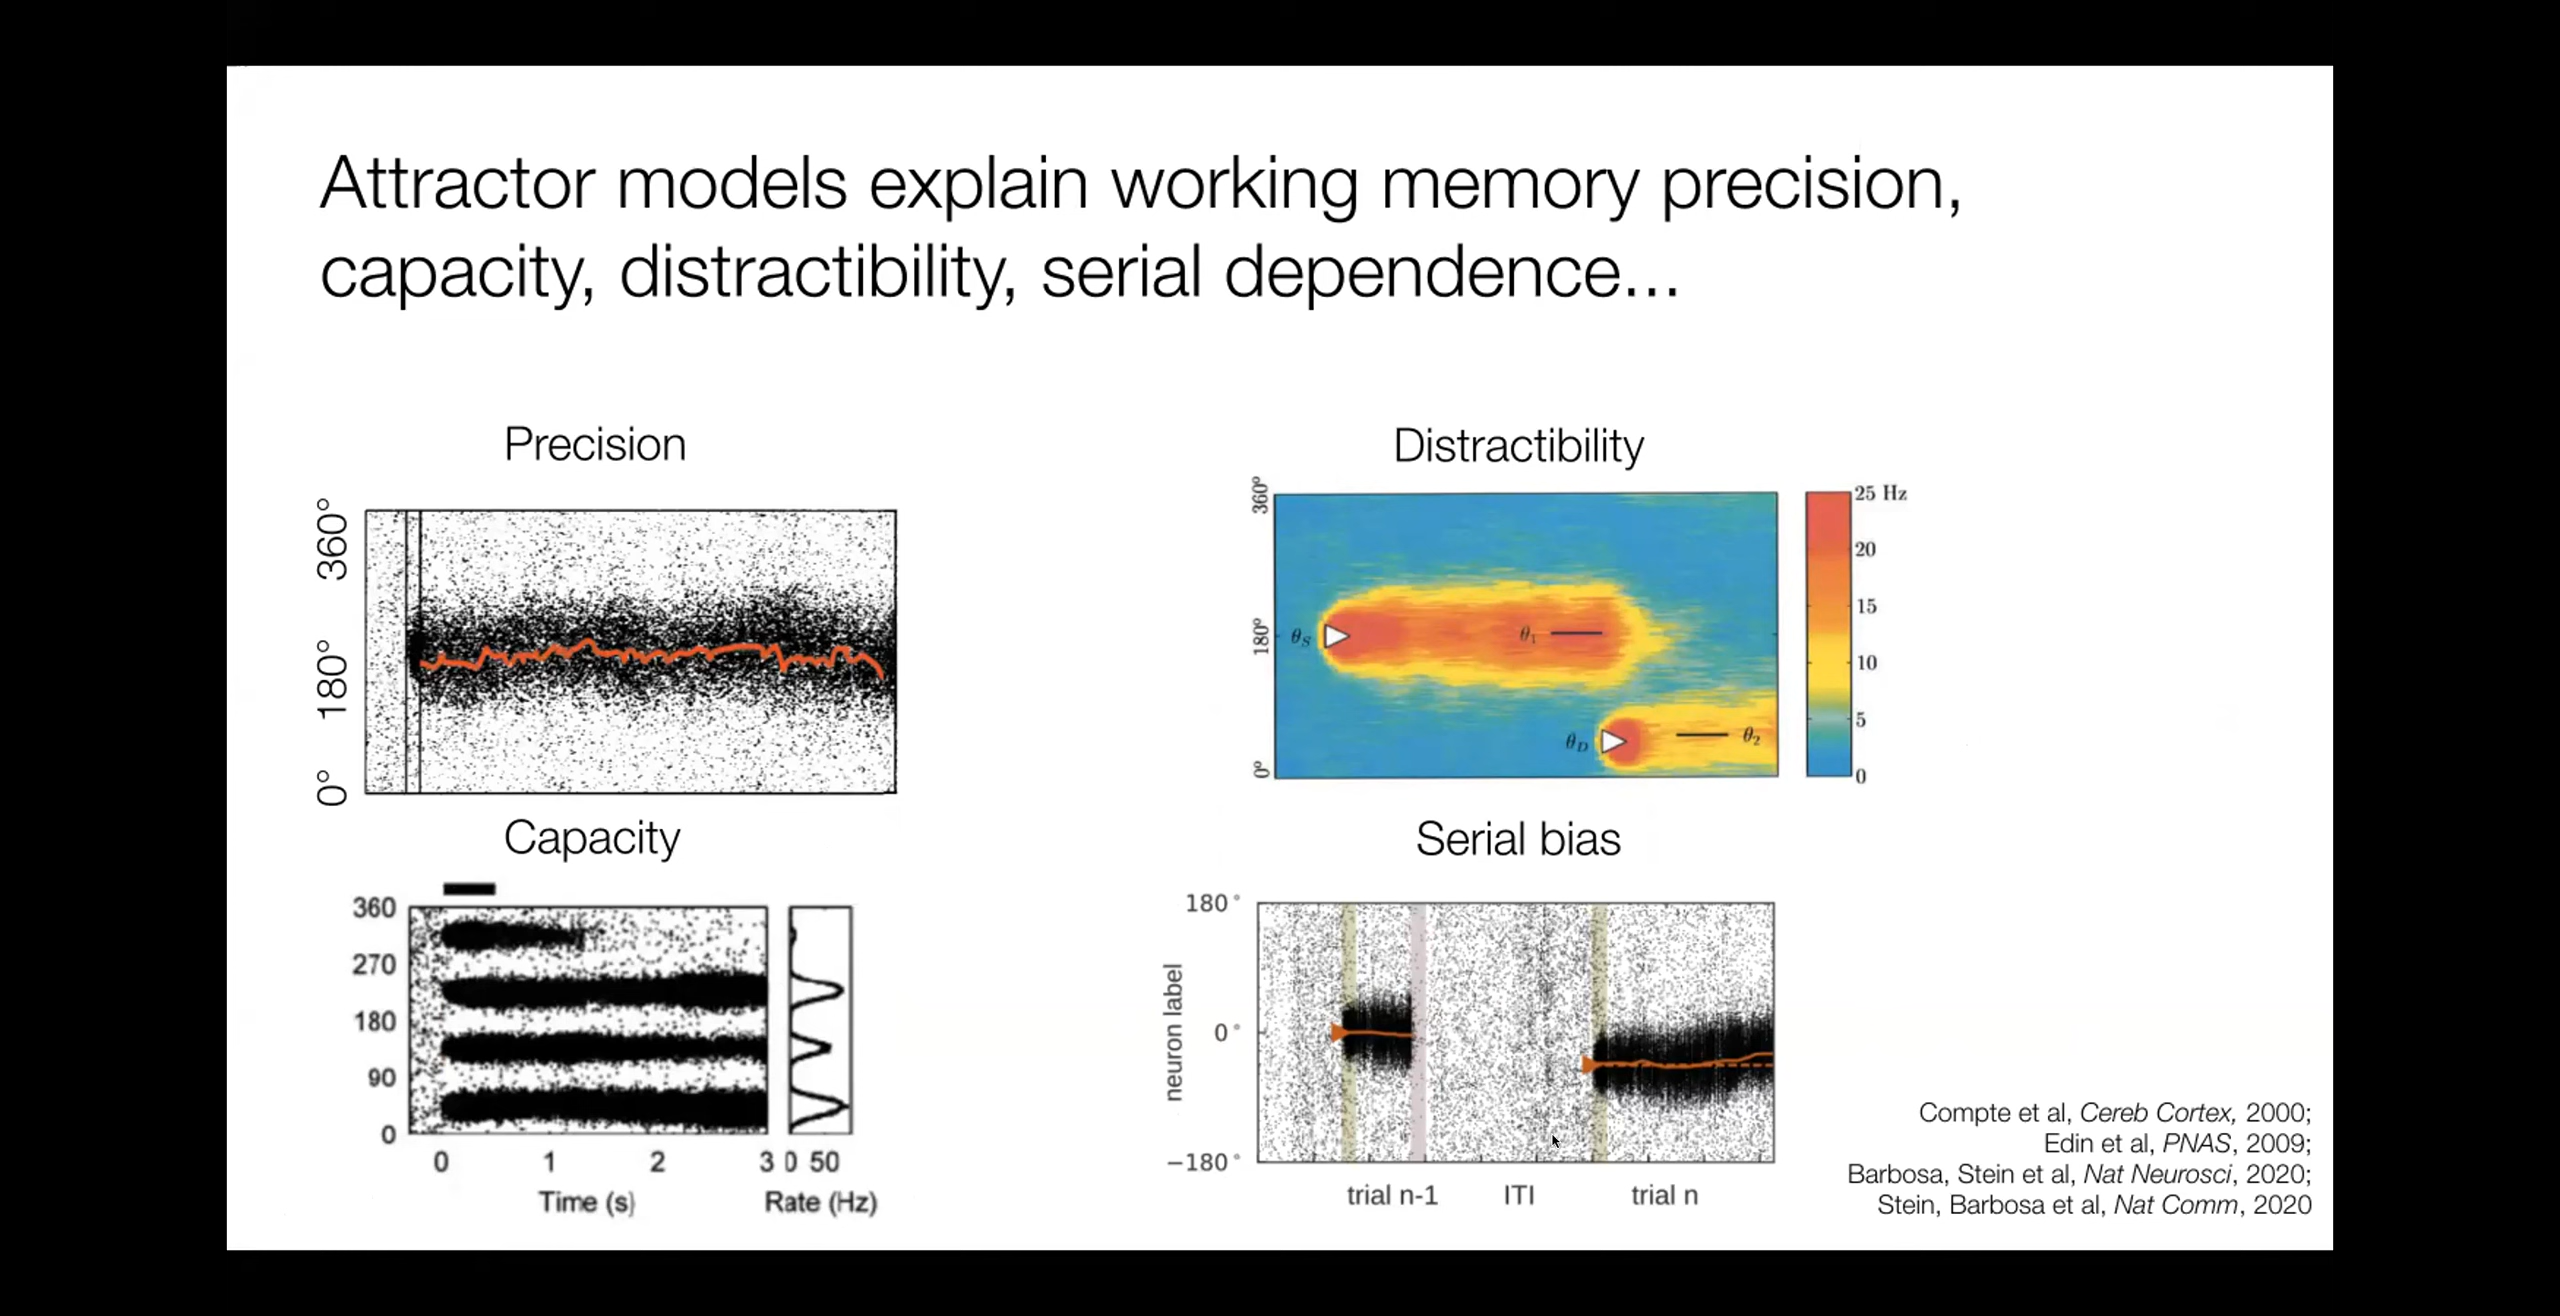 Attractor models explain working memory precision,
capacity, distractibility, serial dependence...
Precision
360°
180°
0°
Distractibility
360º
180º
0º
θS
θ1
θD
θ2
25 Hz
20
15
10
5
0
Capacity
360
270
180
90
0
0 1 2 3
Time (s)
0 50
Rate (Hz)
Serial bias
180°
0°
−180°
neuron label
trial n-1 ITI trial n
Compte et al, Cereb Cortex, 2000;
Edin et al, PNAS, 2009;
Barbosa, Stein et al, Nat Neurosci, 2020;
Stein, Barbosa et al, Nat Comm, 2020